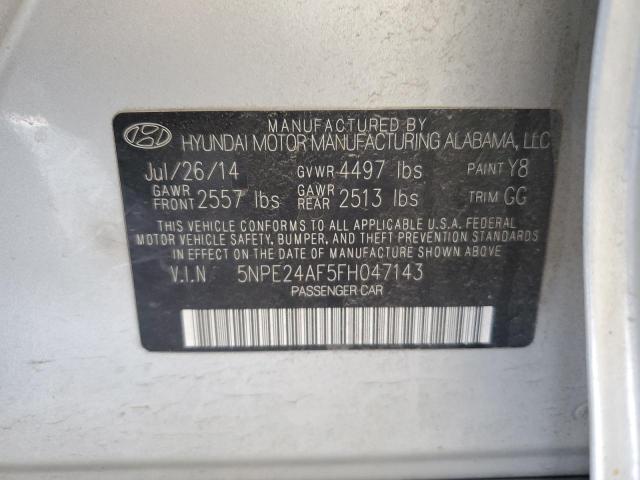 MANUFACTURED BY
HYUNDAI MOTOR MANUFACTURING ALABAMA, LLC
Jul/26/14 GVWR 4497 lbs PAINT Y8
GAWR FRONT 2557 lbs GAWR REAR 2513 lbs TRIM GG
THIS VEHICLE CONFORMS TO ALL APPLICABLE U.S.A. FEDERAL
MOTOR VEHICLE SAFETY, BUMPER, AND THEFT PREVENTION
STANDARDS IN EFFECT ON THE DATE OF MANUFACTURE SHOWN ABOVE
V.I.N 5NPE24AF5FH047143
PASSENGER CAR